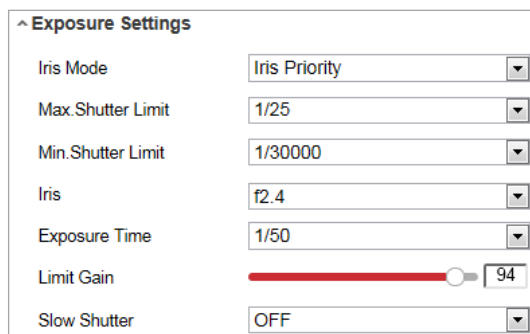 Exposure Settings
Iris Mode Iris Priority
Max.Shutter Limit 1/25
Min.Shutter Limit 1/30000
Iris f2.4
Exposure Time 1/50
Limit Gain 94
Slow Shutter OFF